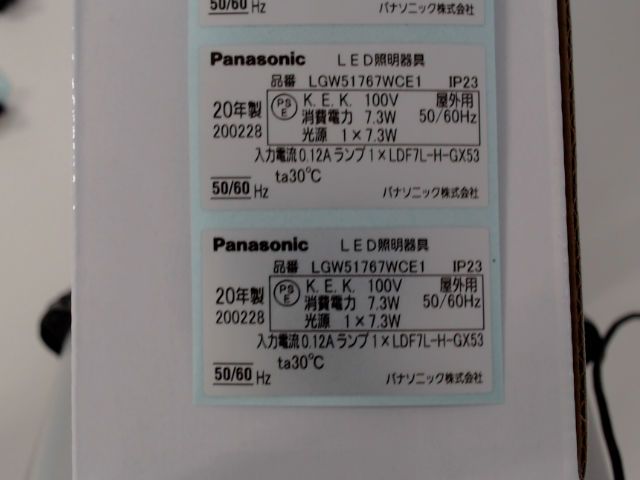 50/60 Hz パナソニック株式会社
Panasonic LED照明器具
品番 LGW51767WCE1 IP23
20年製 PS E K.E.K. 100V 屋外用
200228 消費電力 7.3W 50/60Hz
光源 1×7.3W
入力電流0.12A ランプ1×LDF7L-H-GX53
ta30℃
50/60 Hz パナソニック株式会社
Panasonic LED照明器具
品番 LGW51767WCE1 IP23
20年製 PS E K.E.K. 100V 屋外用
200228 消費電力 7.3W 50/60Hz
光源 1×7.3W
入力電流0.12A ランプ1×LDF7L-H-GX53
ta30℃
50/60 Hz パナソニック株式会社